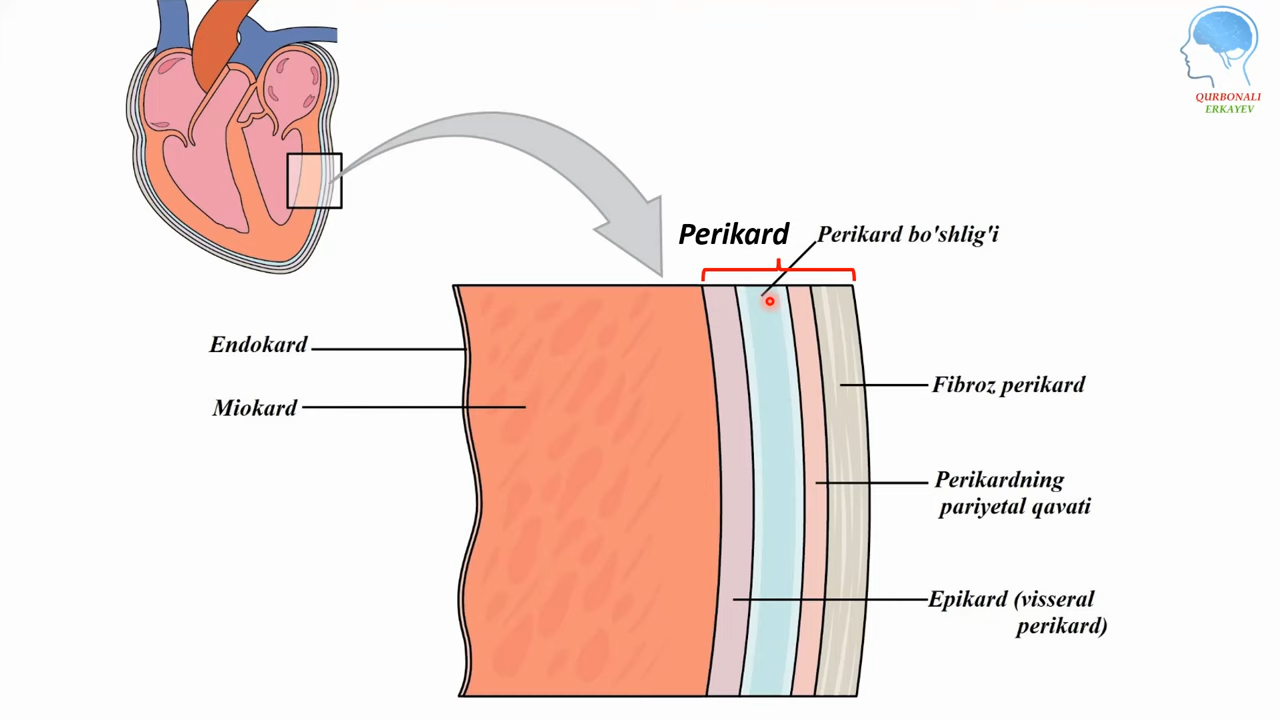 QURBONALI
ERKAYEV
Perikard
Perikard bo'shlig'i
Endokard
Miokard
Fibroz perikard
Perikardning
pariyetal qavati
Epikard (visseral
perikard)